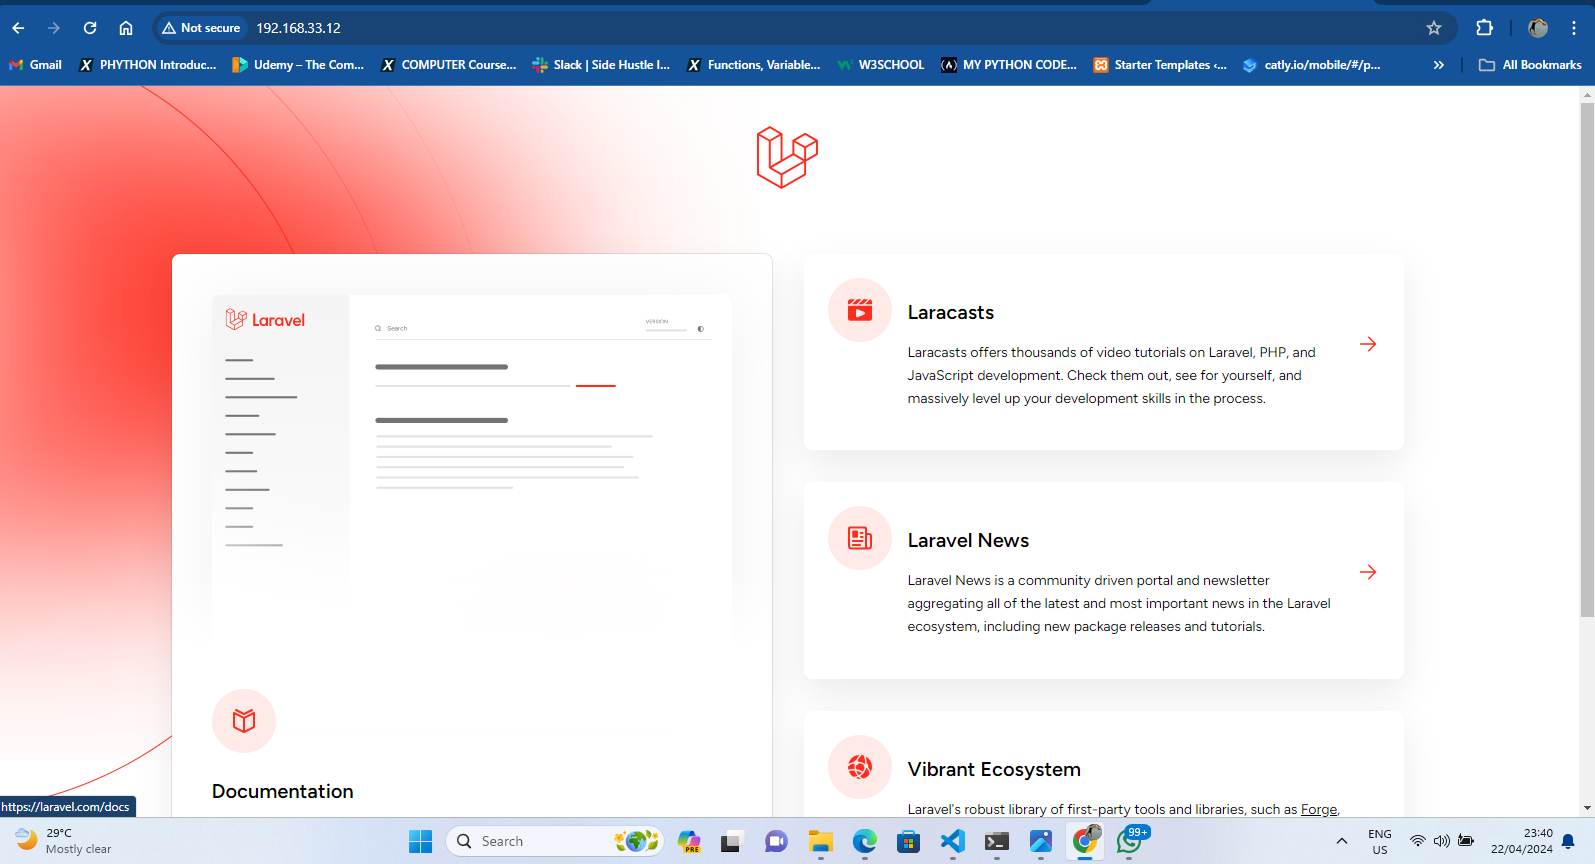 Not secure 192.168.33.12
Gmail PHYTHON Introduc... Udemy – The Com... COMPUTER Course... Slack | Side Hustle I... Functions, Variable... W3SCHOOL MY PYTHON CODE... Starter Templates ‹... catly.io/mobile/#/p... » All Bookmarks
Laravel
Search
VERSION
Documentation
Laracasts
Laracasts offers thousands of video tutorials on Laravel, PHP, and
JavaScript development. Check them out, see for yourself, and
massively level up your development skills in the process.
Laravel News
Laravel News is a community driven portal and newsletter
aggregating all of the latest and most important news in the Laravel
ecosystem, including new package releases and tutorials.
Vibrant Ecosystem
Laravel's robust library of first-party tools and libraries, such as Forge,
https://laravel.com/docs
29°C
Mostly clear
Search
PRE
99+
ENG
US
23:40
22/04/2024